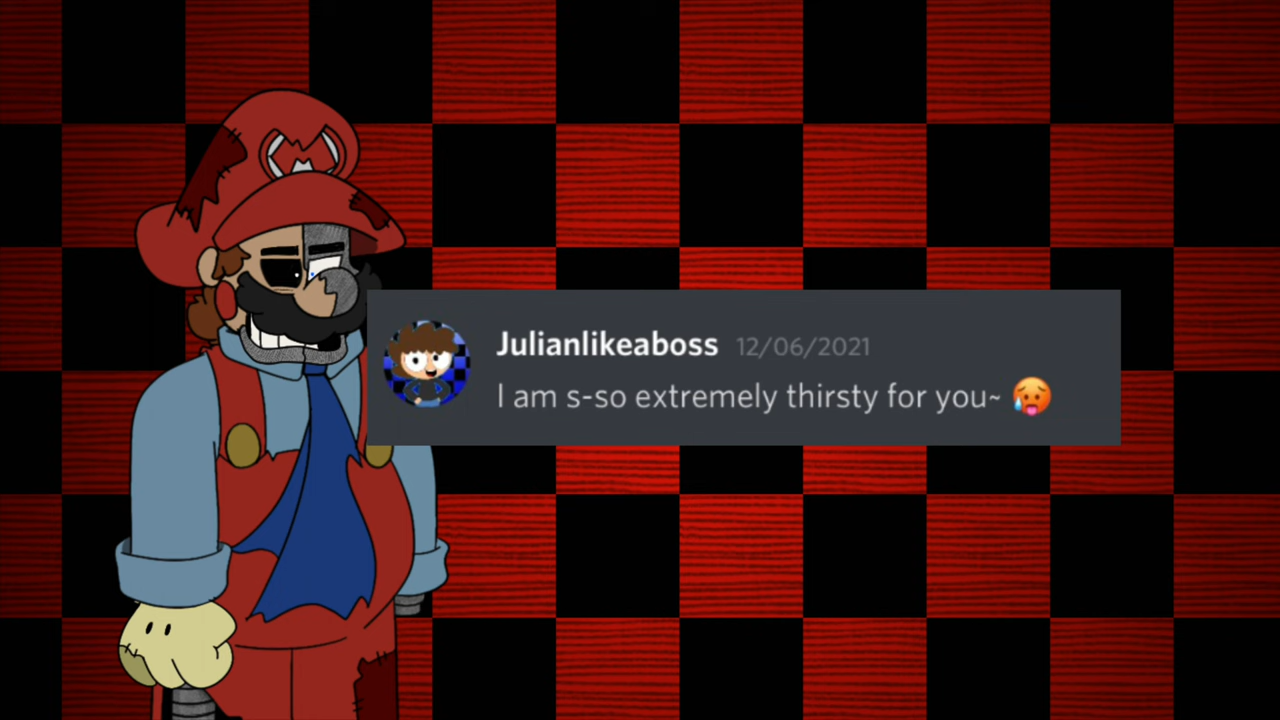 Julianlikeaboss 12/06/2021
I am s-so extremely thirsty for you~ 🥵